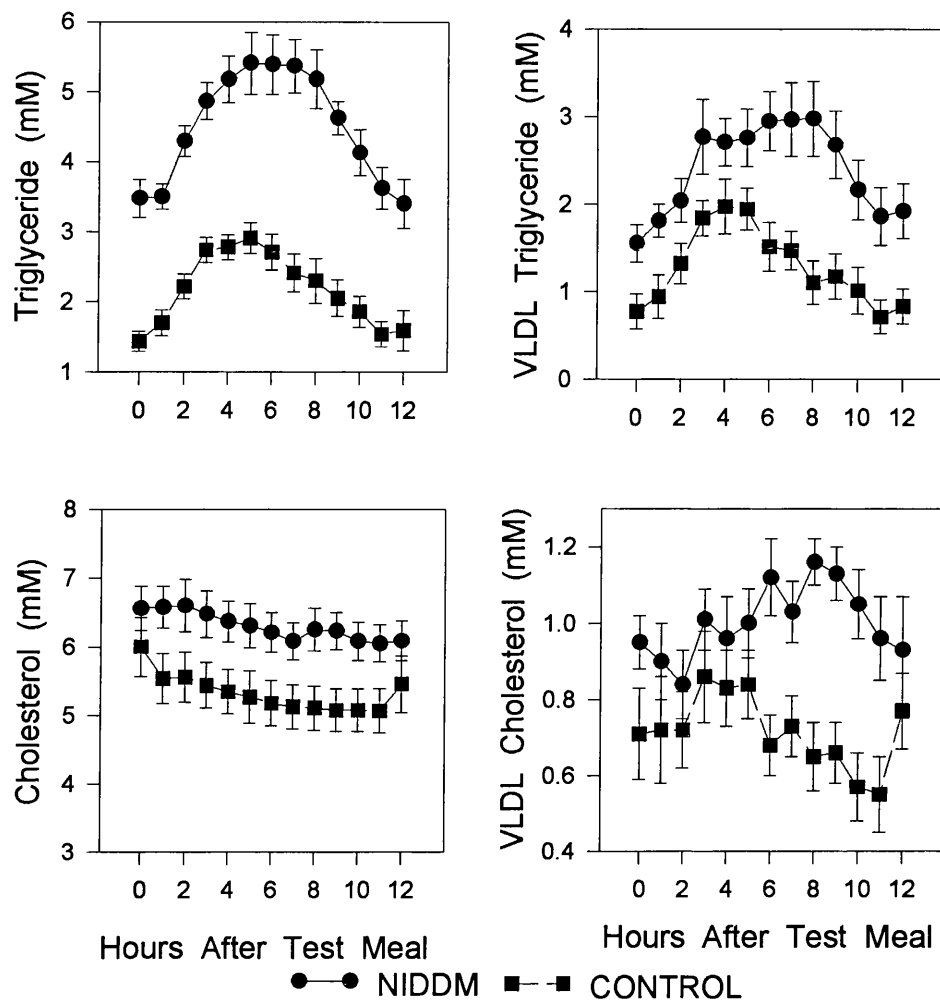 Triglyceride (mM)
6
5
4
3
2
1
0 2 4 6 8 10 12
VLDL Triglyceride (mM)
4
3
2
1
0
0 2 4 6 8 10 12
Cholesterol (mM)
8
7
6
5
4
3
0 2 4 6 8 10 12
Hours After Test Meal
VLDL Cholesterol (mM)
1.2
1.0
0.8
0.6
0.4
0 2 4 6 8 10 12
Hours After Test Meal
NIDDM CONTROL